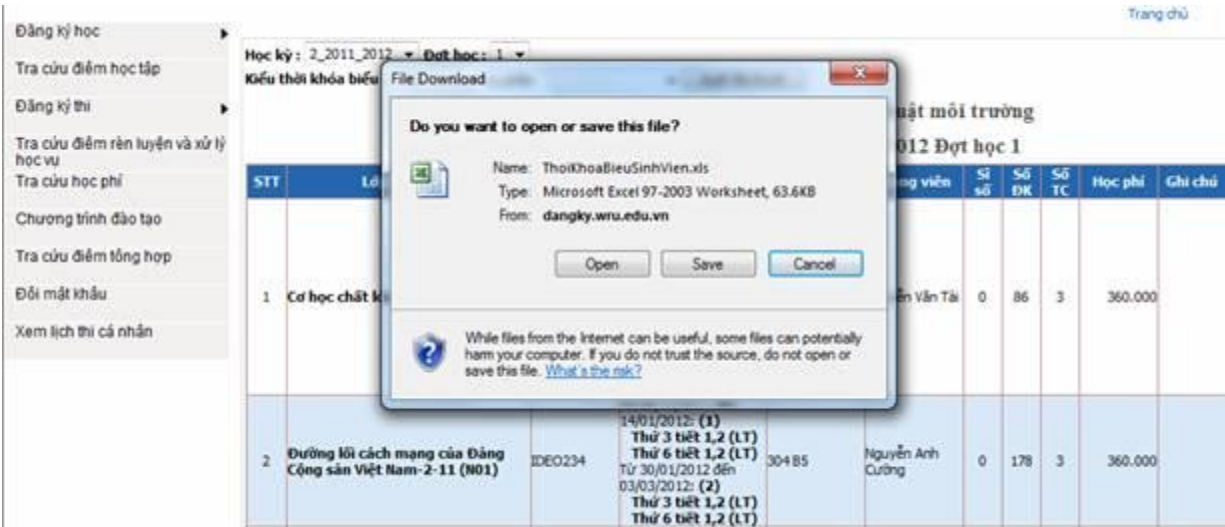 Trang chủ
Đăng ký học
Tra cứu điểm học tập
Đăng ký thi
Tra cứu điểm rèn luyện và xử lý
học vụ
Tra cứu học phí
Chương trình đào tạo
Tra cứu điểm tổng hợp
Đổi mật khẩu
Xem lịch thi cá nhân
Học kỳ : 2_2011_2012 Đợt học : 1
Kiểu thời khóa biểu
uật môi trường
012 Đợt học 1
File Download
Do you want to open or save this file?
Name: ThoiKhoaBieuSinhVien.xls
Type: Microsoft Excel 97-2003 Worksheet, 63.6KB
From: dangky.wru.edu.vn
Open Save Cancel
While files from the Internet can be useful, some files can potentially
harm your computer. If you do not trust the source, do not open or
save this file. What's the risk?
STT Lớ ng viên Sĩ số Số ĐK Số TC Học phí Ghi chú
1 Cơ học chất lỏ ễn Văn Tài 0 86 3 360.000
14/01/2012: (1)
Thứ 3 tiết 1,2 (LT)
Thứ 6 tiết 1,2 (LT)
Từ 30/01/2012 đến
03/03/2012: (2)
Thứ 3 tiết 1,2 (LT)
Thứ 6 tiết 1,2 (LT)
2 Đường lối cách mạng của Đảng
Cộng sản Việt Nam-2-11 (N01)
IDEO234
304 B5
Nguyễn Anh
Cường
0 178 3 360.000